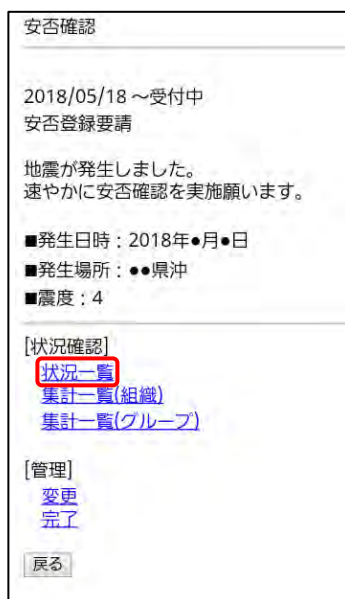 安否確認
2018/05/18 ～受付中
安否登録要請
地震が発生しました。
速やかに安否確認を実施願います。
■発生日時：2018年●月●日
■発生場所：●●県沖
■震度：4
[状況確認]
状況一覧
集計一覧(組織)
集計一覧(グループ)
[管理]
変更
完了
戻る